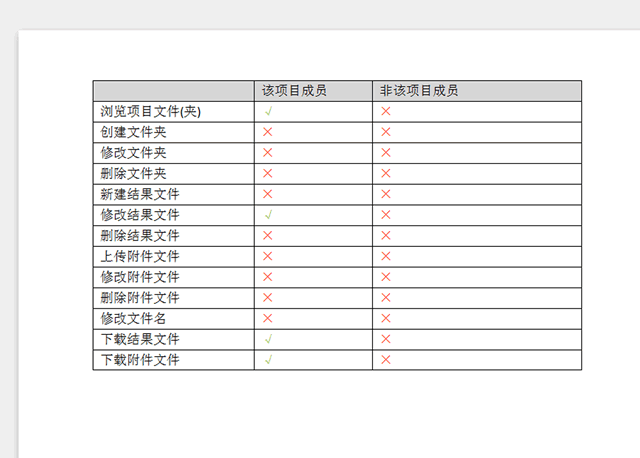 该项目成员 非该项目成员
浏览项目文件(夹) √ ×
创建文件夹 × ×
修改文件夹 × ×
删除文件夹 × ×
新建结果文件 × ×
修改结果文件 √ ×
删除结果文件 × ×
上传附件文件 × ×
修改附件文件 × ×
删除附件文件 × ×
修改文件名 × ×
下载结果文件 √ ×
下载附件文件 √ ×